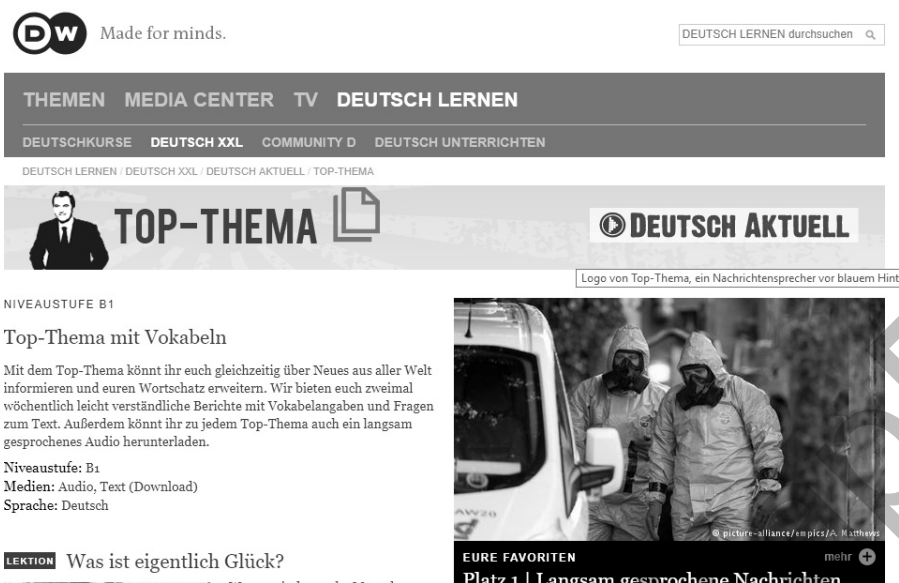 DW Made for minds.
DEUTSCH LERNEN durchsuchen
THEMEN MEDIA CENTER TV DEUTSCH LERNEN
DEUTSCHKURSE DEUTSCH XXL COMMUNITY D DEUTSCH UNTERRICHTEN
DEUTSCH LERNEN / DEUTSCH XXL / DEUTSCH AKTUELL / TOP-THEMA
TOP-THEMA
DEUTSCH AKTUELL
Logo von Top-Thema, ein Nachrichtensprecher vor blauem Hint
NIVEAUSTUFE B1
Top-Thema mit Vokabeln
Mit dem Top-Thema könnt ihr euch gleichzeitig über Neues aus aller Welt
informieren und euren Wortschatz erweitern. Wir bieten euch zweimal
wöchentlich leicht verständliche Berichte mit Vokabelangaben und Fragen
zum Text. Außerdem könnt ihr zu jedem Top-Thema auch ein langsam
gesprochenes Audio herunterladen.
Niveaustufe: B1
Medien: Audio, Text (Download)
Sprache: Deutsch
LEKTION Was ist eigentlich Glück?
AW20
© picture-alliance/empics/A. Matthews
EURE FAVORITEN mehr
Platz 1 | Langsam gesprochene Nachrichten